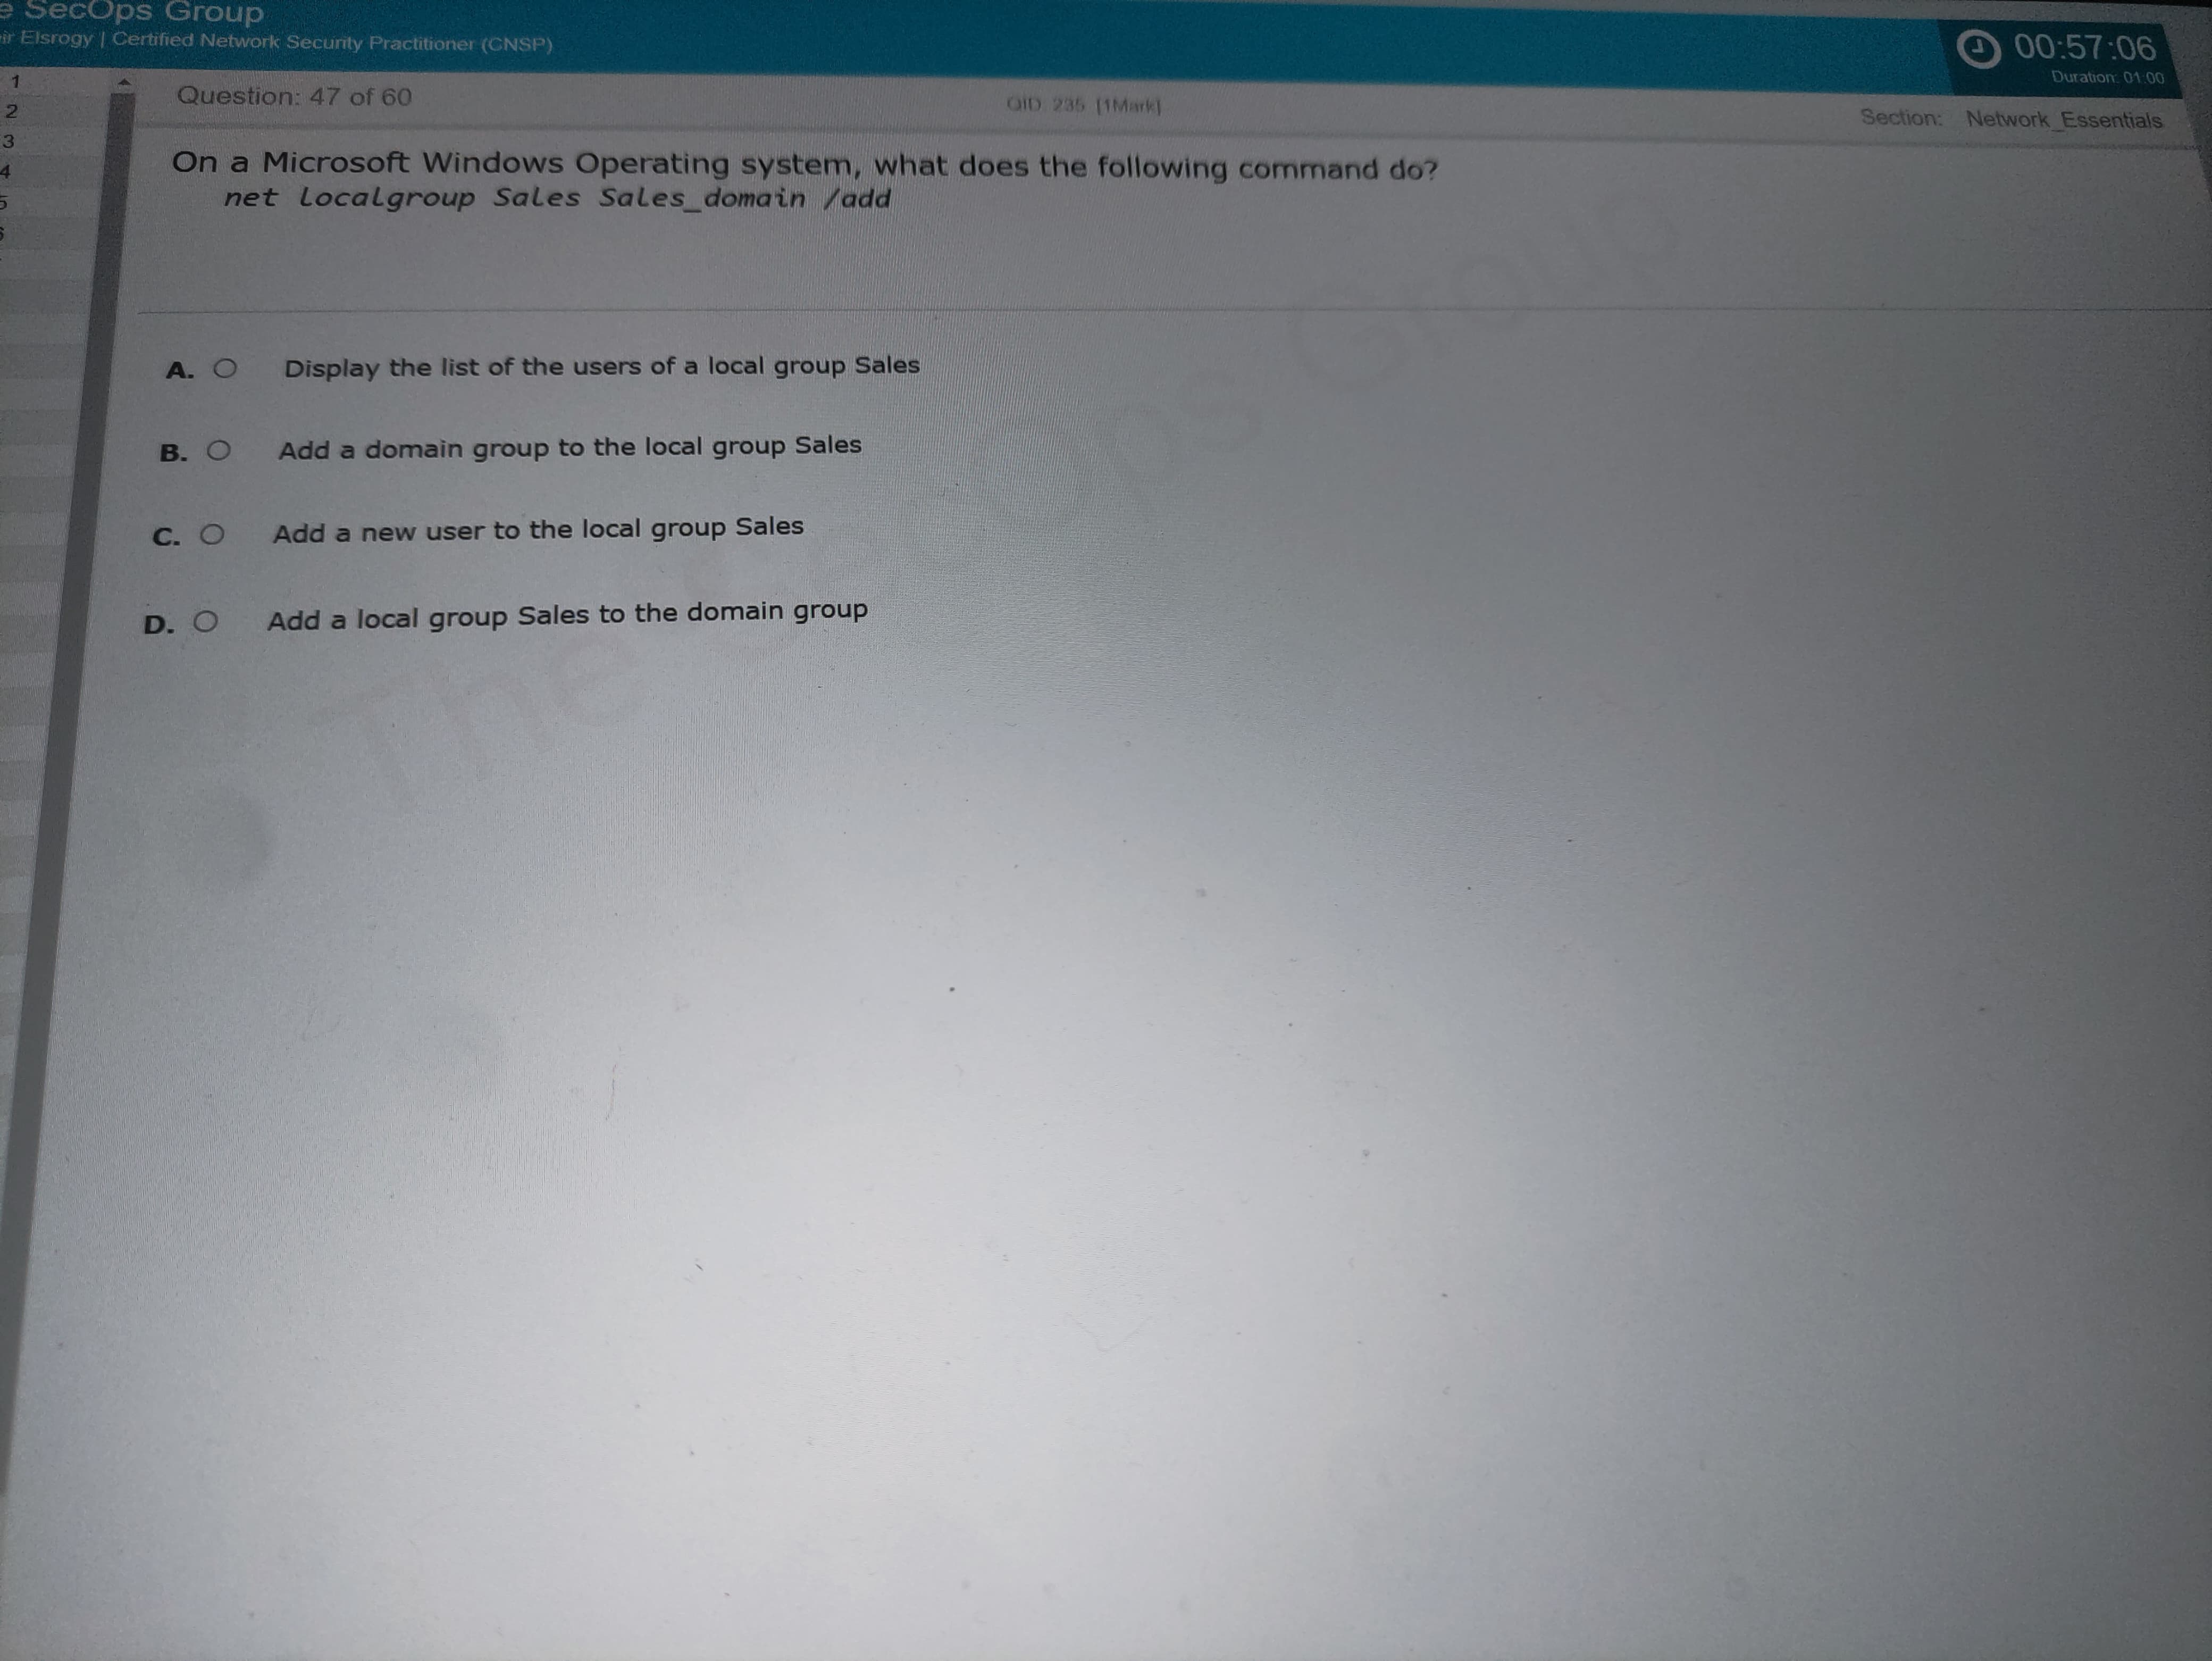 SecOps Group
Elsrogy | Certified Network Security Practitioner (CNSP)
00:57:06
Duration: 01:00
1
2
3
4
5
Question: 47 of 60
QID: 235 [1Mark]
Section: Network_Essentials
On a Microsoft Windows Operating system, what does the following command do?
net localgroup Sales Sales_domain /add
A. Display the list of the users of a local group Sales
B. Add a domain group to the local group Sales
C. Add a new user to the local group Sales
D. Add a local group Sales to the domain group
The SecOps Group